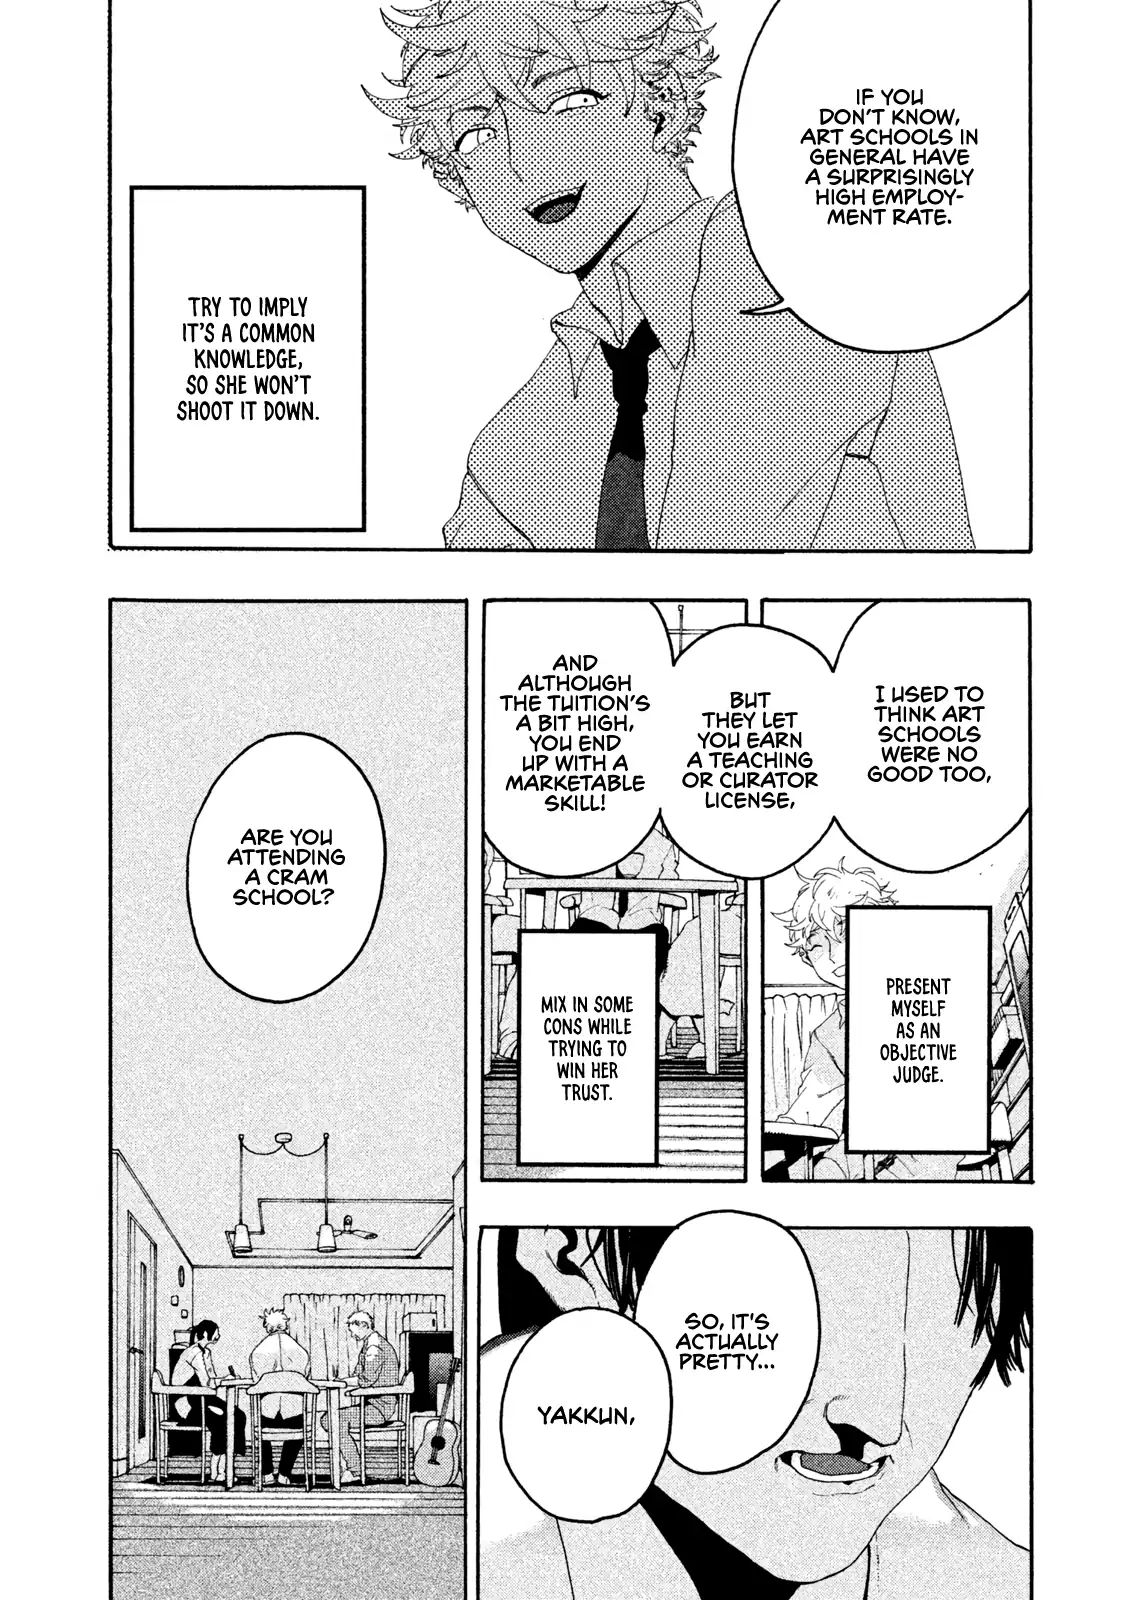 IF YOU
DON'T KNOW,
ART SCHOOLS IN
GENERAL HAVE
A SURPRISINGLY
HIGH EMPLOY-
MENT RATE.
TRY TO IMPLY
IT'S A COMMON
KNOWLEDGE,
SO SHE WON'T
SHOOT IT DOWN.
I USED TO
THINK ART
SCHOOLS
WERE NO
GOOD TOO,
PRESENT
MYSELF
AS AN
OBJECTIVE
JUDGE.
BUT
THEY LET
YOU EARN
A TEACHING
OR CURATOR
LICENSE,
AND
ALTHOUGH
THE TUITION'S
A BIT HIGH,
YOU END
UP WITH A
MARKETABLE
SKILL!
MIX IN SOME
CONS WHILE
TRYING TO
WIN HER
TRUST.
SO, IT'S
ACTUALLY
PRETTY...
YAKKUN,
ARE YOU
ATTENDING
A CRAM
SCHOOL?